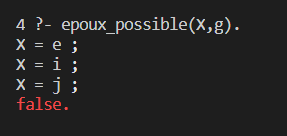 4 ?- epoux_possible(X,g).
X = e ;
X = i ;
X = j ;
false.